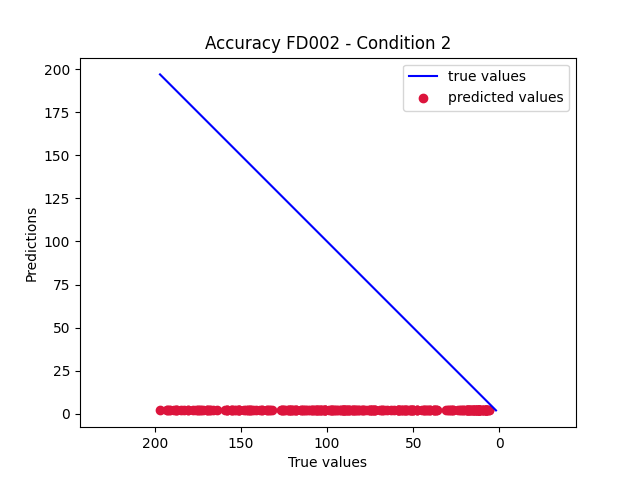 Accuracy FD002 - Condition 2
true values
predicted values
200
175
150
125
100
75
50
25
0
Predictions
200 150 100 50 0
True values